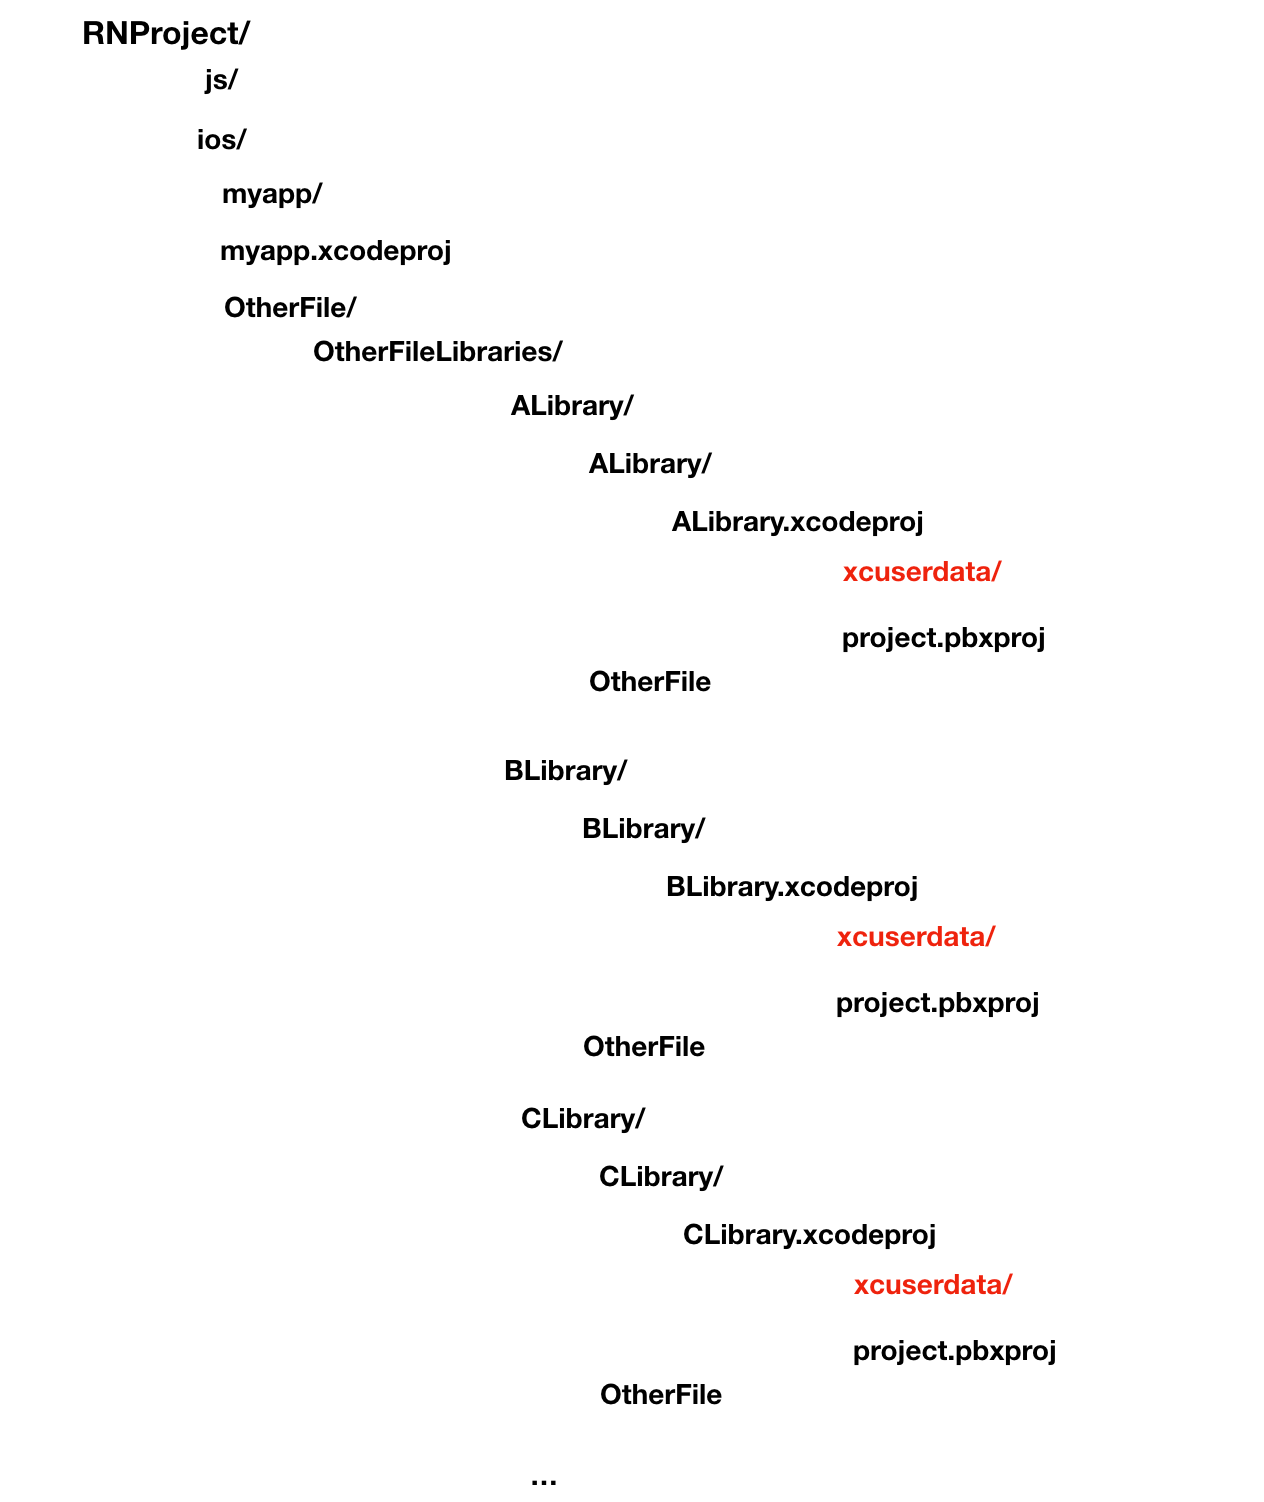 RNProject/
js/
ios/
myapp/
myapp.xcodeproj
OtherFile/
OtherFileLibraries/
ALibrary/
ALibrary/
ALibrary.xcodeproj
xcuserdata/
project.pbxproj
OtherFile
BLibrary/
BLibrary/
BLibrary.xcodeproj
xcuserdata/
project.pbxproj
OtherFile
CLibrary/
CLibrary/
CLibrary.xcodeproj
xcuserdata/
project.pbxproj
OtherFile
...